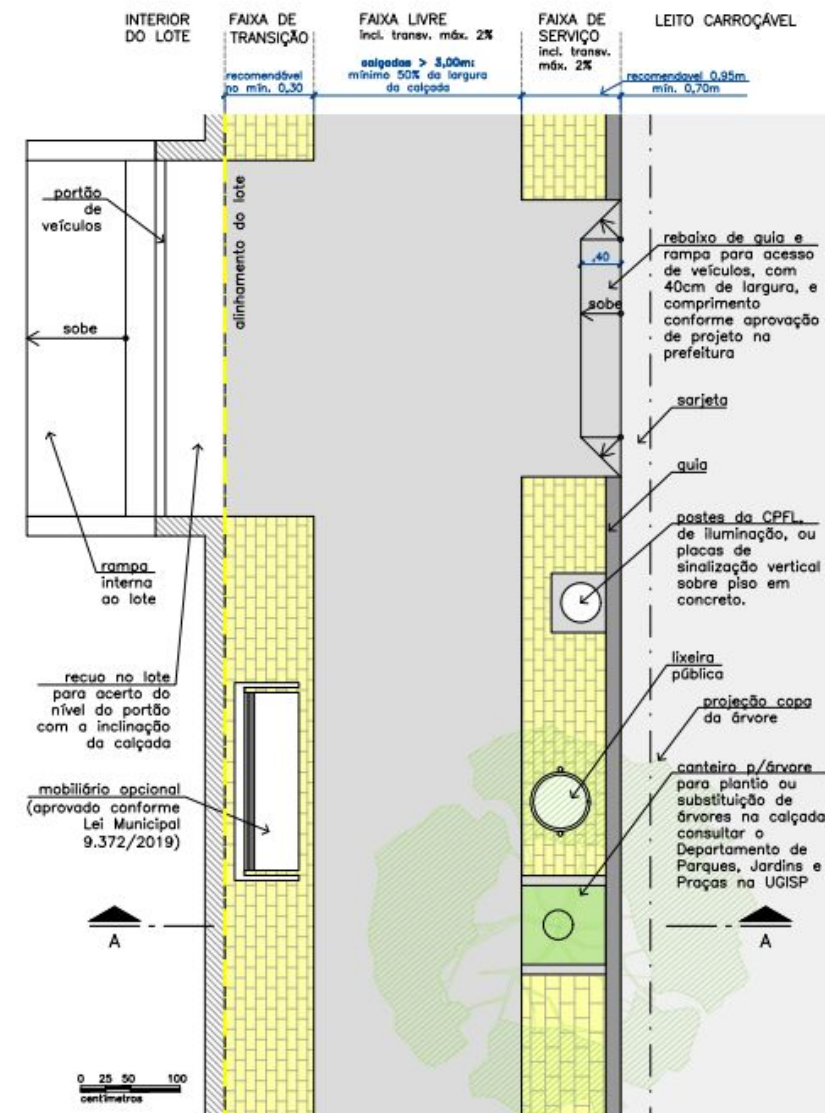 INTERIOR
DO LOTE
FAIXA DE
TRANSIÇÃO
FAIXA LIVRE
incl. transv. máx. 2%
FAIXA DE
SERVIÇO
incl. transv.
máx. 2%
LEITO CARROÇÁVEL
recomendável
no mín. 0,30
calçadas > 3,00m:
mínimo 50% da largura
da calçada
recomendavel 0,95m
mín. 0,70m
portão
de
veículos
alinhamento do lote
sobe
,40
sobe
rebaixo de guia e
rampa para acesso
de veículos, com
40cm de largura, e
comprimento
conforme aprovação
de projeto na
prefeitura
sarjeta
guia
postes da CPFL,
de iluminação, ou
placas de
sinalização vertical
sobre piso em
concreto.
rampa
interna
ao lote
recuo no lote
para acerto do
nível do portão
com a inclinação
da calçada
lixeira
pública
projeção copa
da árvore
mobiliário opcional
(aprovado conforme
Lei Municipal
9.372/2019)
canteiro p/árvore
para plantio ou
substituição de
árvores na calçada
consultar o
Departamento de
Parques, Jardins e
Praças na UGISP
A
A
0 25 50 100
centímetros